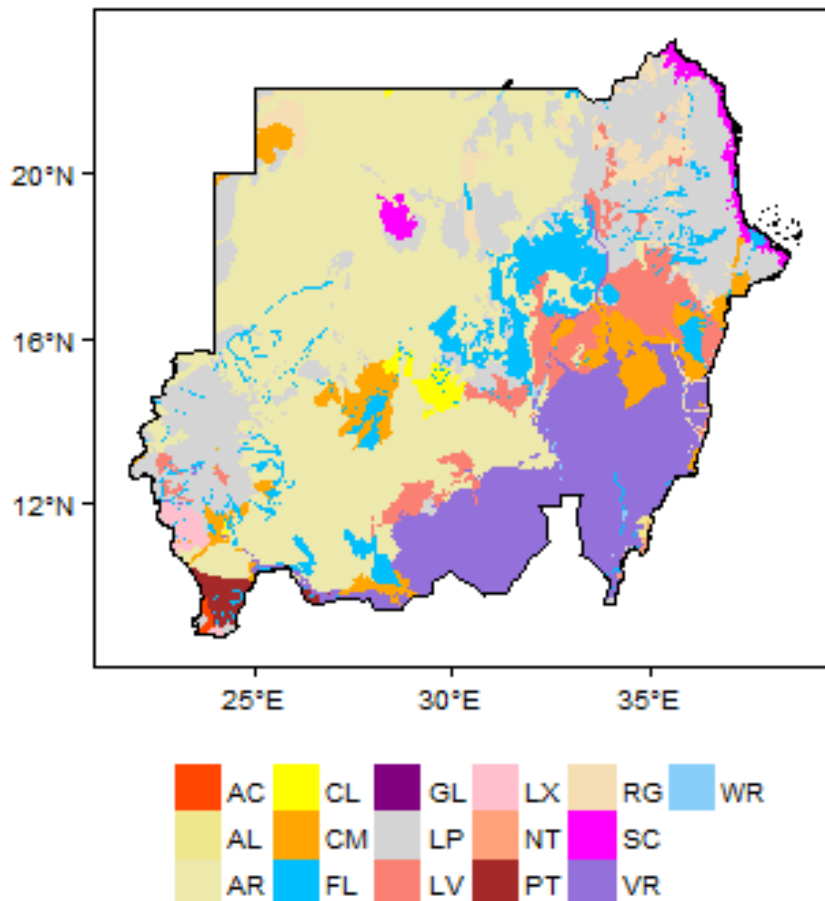 20°N
16°N
12°N
25°E 30°E 35°E
AC CL GL LX RG WR
AL CM LP NT SC
AR FL LV PT VR